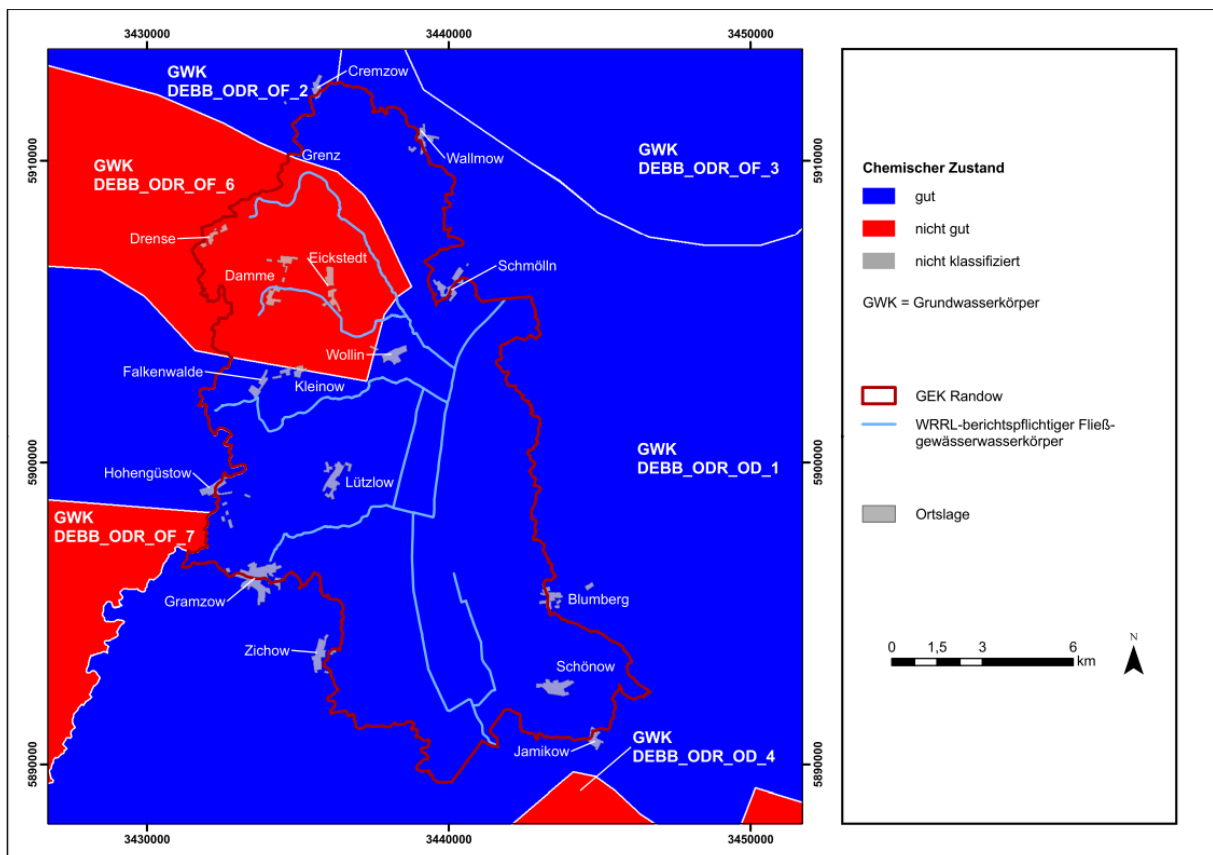 3430000
3440000
3450000
GWK
DEBB_ODR_OF_2
Cremzow
Wallmow
GWK
DEBB_ODR_OF_3
5910000
5910000
GWK
DEBB_ODR_OF_6
Grenz
Drense
Damme
Eickstedt
Schmölln
Wollin
Falkenwalde
Kleinow
5900000
5900000
Hohengüstow
Lützlow
GWK
DEBB_ODR_OD_1
GWK
DEBB_ODR_OF_7
Gramzow
Blumberg
Zichow
Schönow
Jamikow
GWK
DEBB_ODR_OD_4
5890000
5890000
3430000
3440000
3450000
Chemischer Zustand
gut
nicht gut
nicht klassifiziert
GWK = Grundwasserkörper
GEK Randow
WRRL-berichtspflichtiger Fließ-
gewässerwasserkörper
Ortslage
0 1,5 3 6
km
N